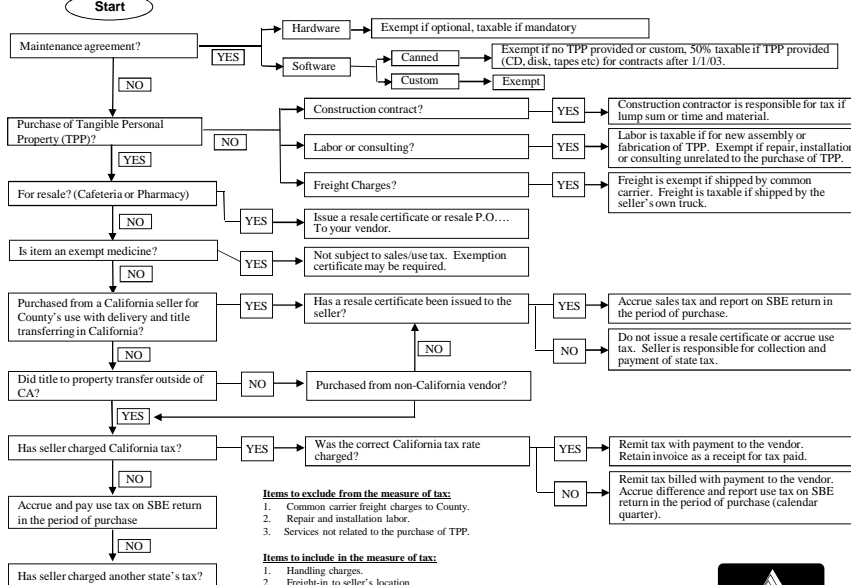 Start
Maintenance agreement?
YES
Hardware
Exempt if optional, taxable if mandatory
Software
Canned
Exempt if no TPP provided or custom, 50% taxable if TPP provided
(CD, disk, tapes etc) for contracts after 1/1/03.
Custom
Exempt
NO
Purchase of Tangible Personal
Property (TPP)?
NO
Construction contract?
YES
Construction contractor is responsible for tax if
lump sum or time and material.
Labor or consulting?
YES
Labor is taxable if for new assembly or
fabrication of TPP. Exempt if repair, installation
or consulting unrelated to the purchase of TPP.
Freight Charges?
YES
Freight is exempt if shipped by common
carrier. Freight is taxable if shipped by the
seller's own truck.
YES
For resale? (Cafeteria or Pharmacy)
YES
Issue a resale certificate or resale P.O....
To your vendor.
NO
Is item an exempt medicine?
YES
Not subject to sales/use tax. Exemption
certificate may be required.
NO
Purchased from a California seller for
County's use with delivery and title
transferring in California?
YES
Has a resale certificate been issued to the
seller?
YES
Accrue sales tax and report on SBE return in
the period of purchase.
NO
Do not issue a resale certificate or accrue use
tax. Seller is responsible for collection and
payment of state tax.
NO
NO
Did title to property transfer outside of
CA?
NO
Purchased from non-California vendor?
YES
Has seller charged California tax?
YES
Was the correct California tax rate
charged?
YES
Remit tax with payment to the vendor.
Retain invoice as a receipt for tax paid.
NO
Remit tax billed with payment to the vendor.
Accrue difference and report use tax on SBE
return in the period of purchase (calendar
quarter).
NO
Accrue and pay use tax on SBE return
in the period of purchase
NO
Has seller charged another state's tax?
Items to exclude from the measure of tax:
1. Common carrier freight charges to County.
2. Repair and installation labor.
3. Services not related to the purchase of TPP.
Items to include in the measure of tax:
1. Handling charges.
2. Freight-in to seller's location.